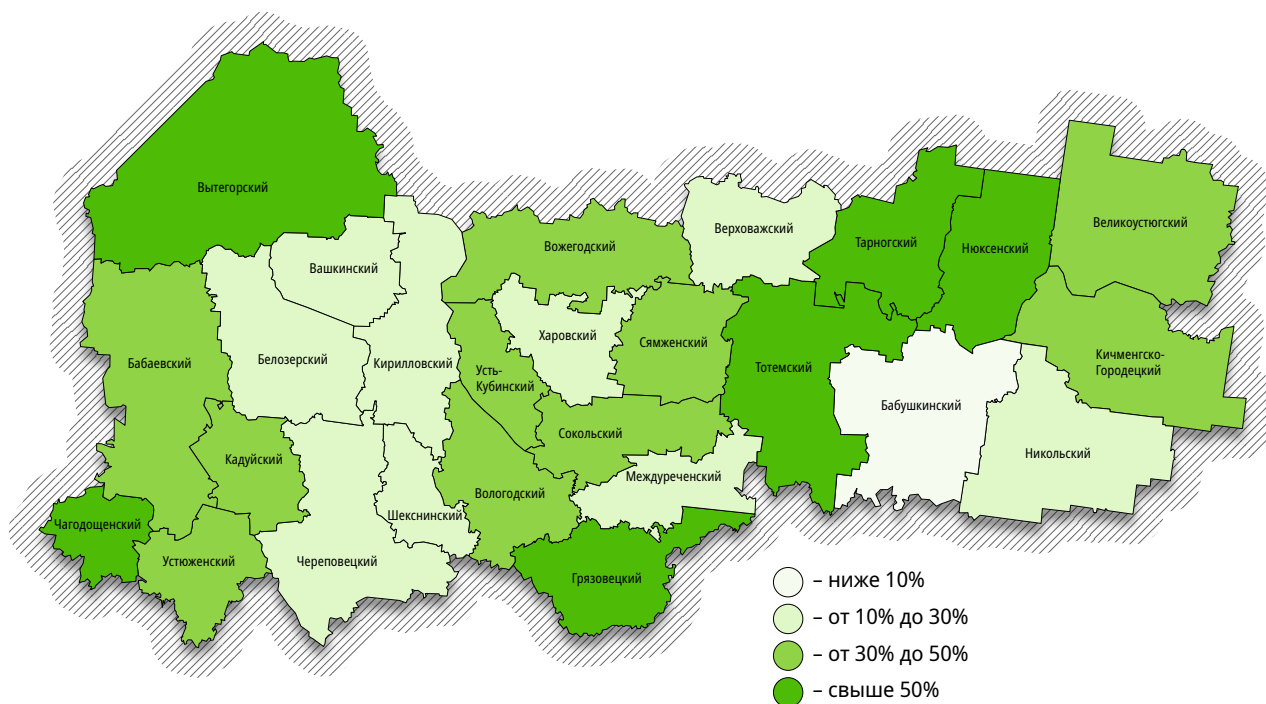 Вытегорский
Вашкинский
Вожегодский
Верховажский
Тарногский
Нюксенский
Великоустюгский
Бабаевский
Белозерский
Кирилловский
Харовский
Сямженский
Усть-
Кубинский
Тотемский
Кичменгско-
Городецкий
Бабушкинский
Сокольский
Никольский
Кадуйский
Междуреченский
Вологодский
Шекснинский
Чагодощенский
Устюженский
Череповецкий
Грязовецкий
– ниже 10%
– от 10% до 30%
– от 30% до 50%
– свыше 50%